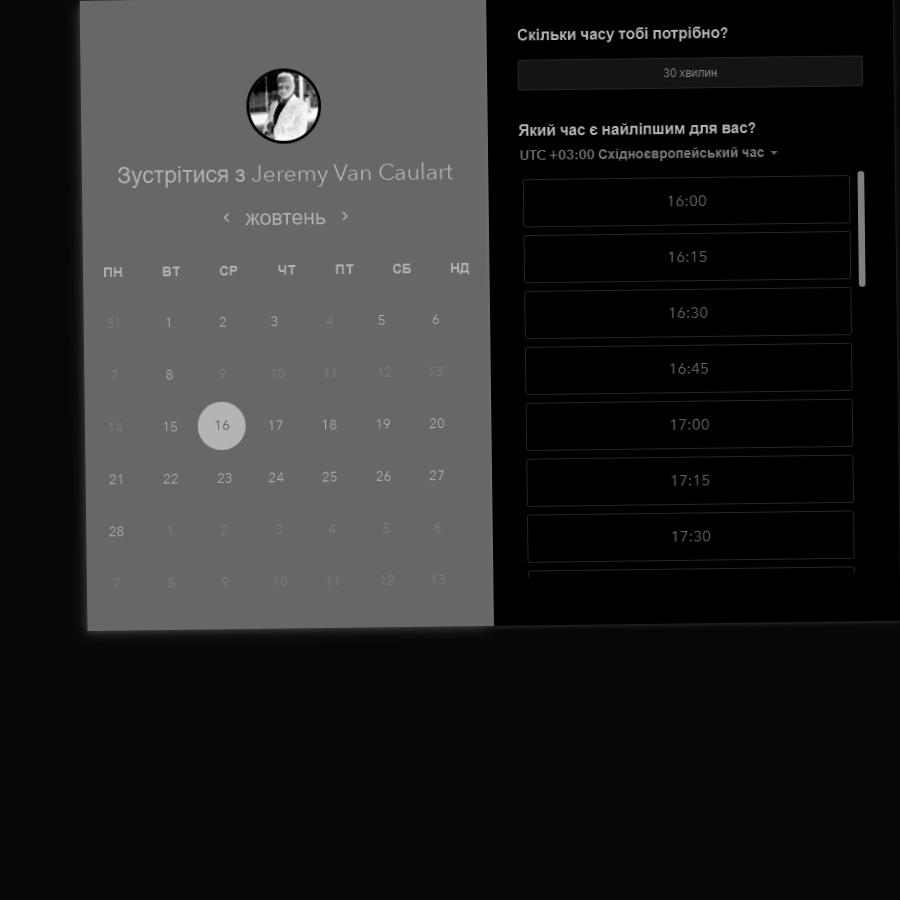 Зустрітися з Jeremy Van Caulart
жовтень
ПН ВТ СР ЧТ ПТ СБ НД
31 1 2 3 4 5 6
7 8 9 10 11 12 13
14 15 16 17 18 19 20
21 22 23 24 25 26 27
28 1 2 3 4 5 6
7 8 9 10 11 12 13
Скільки часу тобі потрібно?
30 хвилин
Який час є найліпшим для вас?
UTC +03:00 Східноєвропейський час
16:00
16:15
16:30
16:45
17:00
17:15
17:30